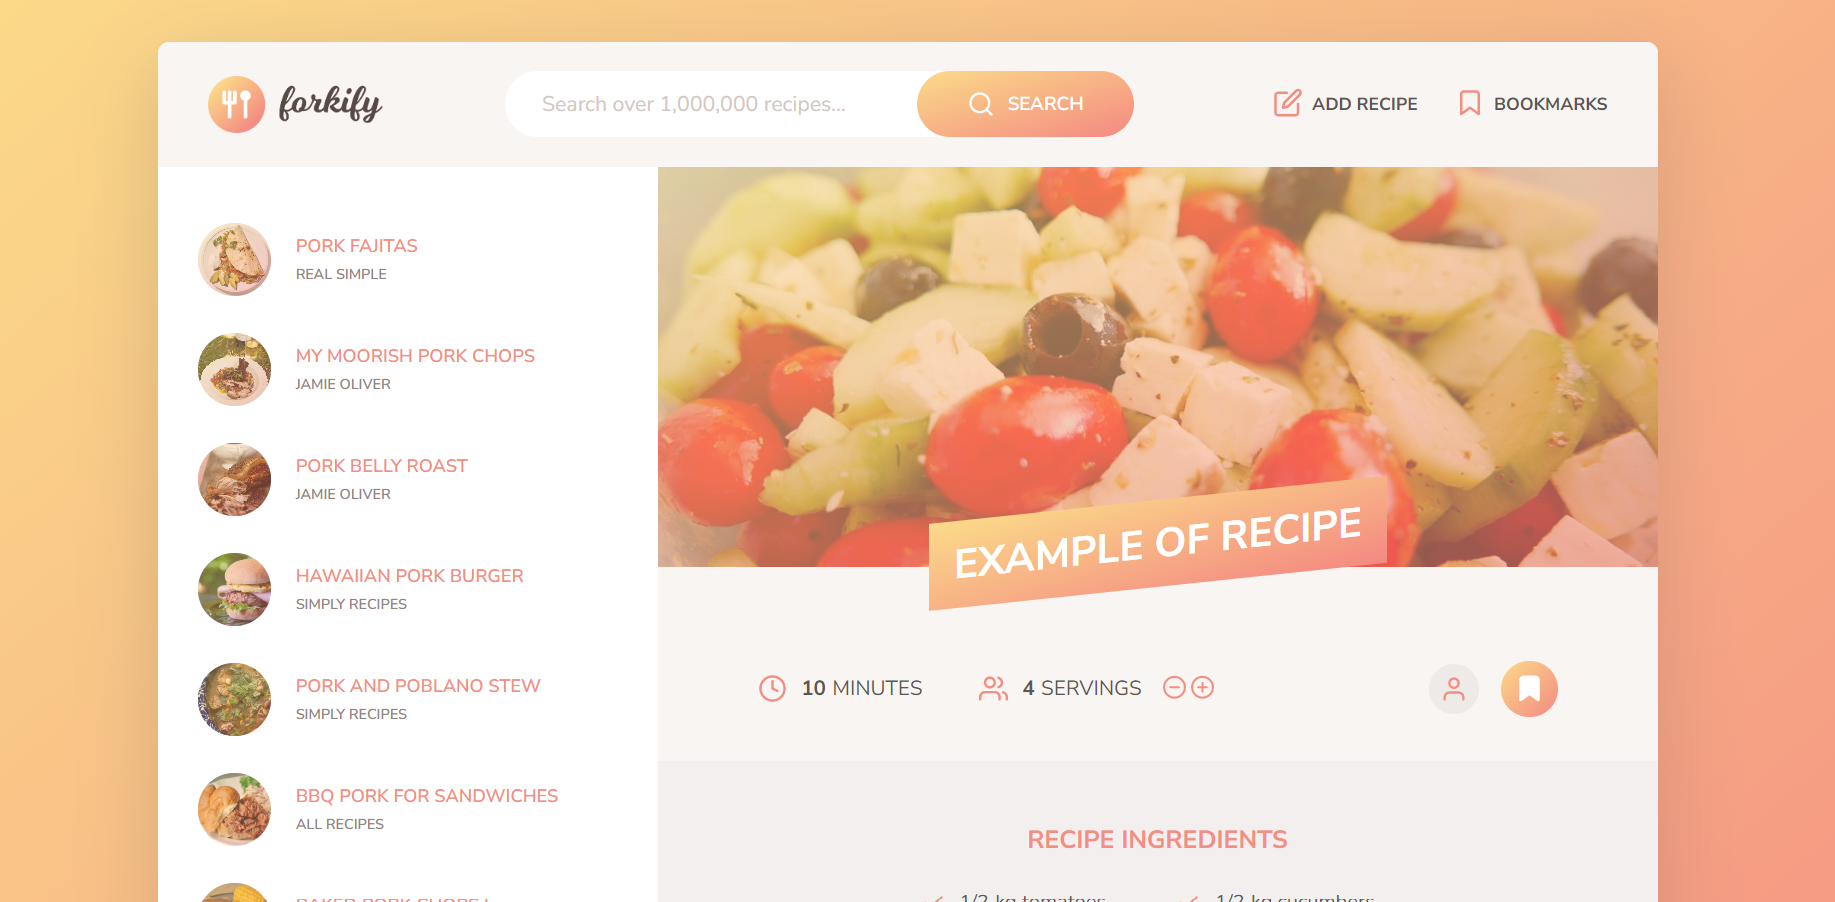 forkify
Search over 1,000,000 recipes...
SEARCH
ADD RECIPE
BOOKMARKS
PORK FAJITAS
REAL SIMPLE
MY MOORISH PORK CHOPS
JAMIE OLIVER
PORK BELLY ROAST
JAMIE OLIVER
HAWAIIAN PORK BURGER
SIMPLY RECIPES
PORK AND POBLANO STEW
SIMPLY RECIPES
BBQ PORK FOR SANDWICHES
ALL RECIPES
BAKED PORK CHOPS I
EXAMPLE OF RECIPE
10 MINUTES
4 SERVINGS
RECIPE INGREDIENTS
1/2 kg tomatoes
1/2 kg cucumbers